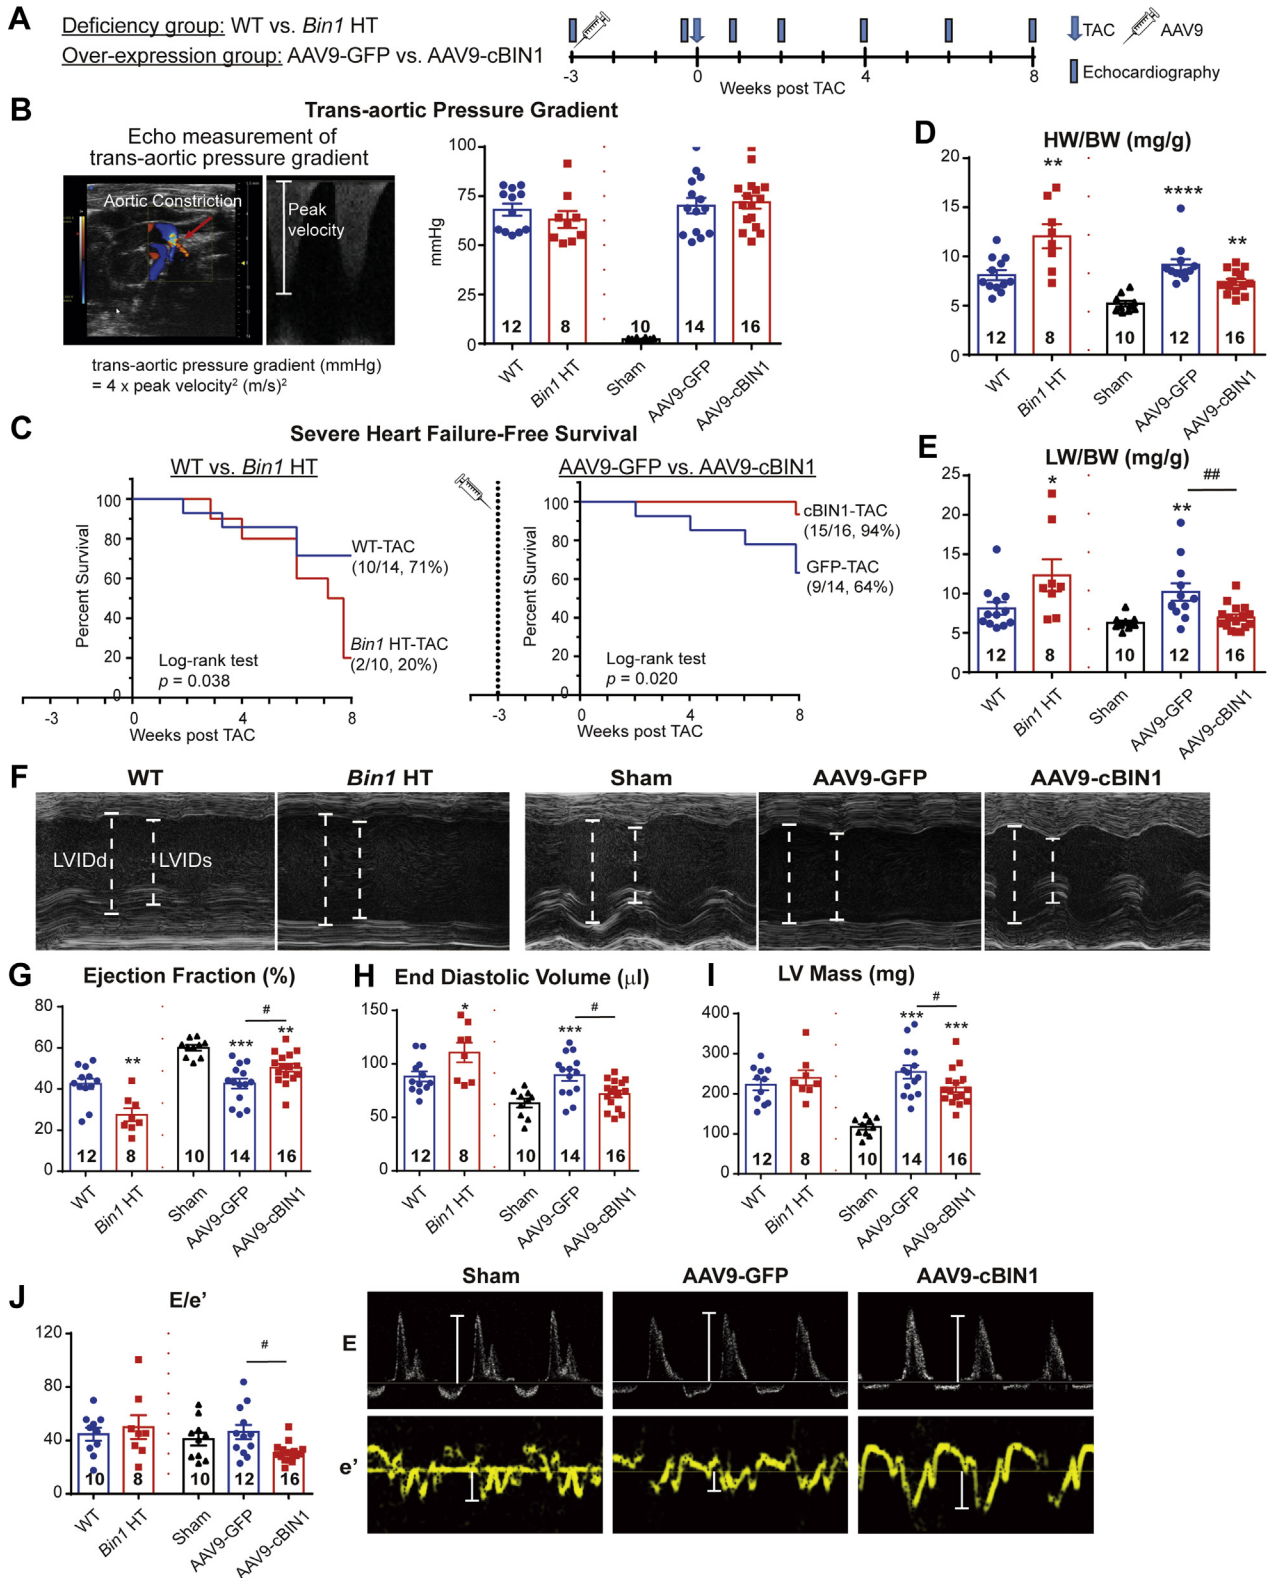 A
Deficiency group: WT vs. Bin1 HT
Over-expression group: AAV9-GFP vs. AAV9-cBIN1
-3
0
4
8
Weeks post TAC
TAC
AAV9
Echocardiography
B
Trans-aortic Pressure Gradient
Echo measurement of
trans-aortic pressure gradient
Aortic Constriction
Peak
velocity
trans-aortic pressure gradient (mmHg)
= 4 x peak velocity² (m/s)²
mmHg
100
75
50
25
0
12
8
10
14
16
WT
Bin1 HT
Sham
AAV9-GFP
AAV9-cBIN1
C
Severe Heart Failure-Free Survival
WT vs. Bin1 HT
Percent Survival
100
80
60
40
20
0
WT-TAC
(10/14, 71%)
Bin1 HT-TAC
(2/10, 20%)
Log-rank test
p = 0.038
-3
0
4
8
Weeks post TAC
AAV9-GFP vs. AAV9-cBIN1
Percent Survival
100
80
60
40
20
0
cBIN1-TAC
(15/16, 94%)
GFP-TAC
(9/14, 64%)
Log-rank test
p = 0.020
-3
0
4
8
Weeks post TAC
D
HW/BW (mg/g)
20
15
10
5
0
**
****
**
12
8
10
12
16
WT
Bin1 HT
Sham
AAV9-GFP
AAV9-cBIN1
E
LW/BW (mg/g)
25
20
15
10
5
0
*
**
##
12
8
10
12
16
WT
Bin1 HT
Sham
AAV9-GFP
AAV9-cBIN1
F
WT
Bin1 HT
Sham
AAV9-GFP
AAV9-cBIN1
LVIDd
LVIDs
G
Ejection Fraction (%)
80
60
40
20
0
**
***
#
**
12
8
10
14
16
WT
Bin1 HT
Sham
AAV9-GFP
AAV9-cBIN1
H
End Diastolic Volume (μl)
150
100
50
0
*
***
#
12
8
10
14
16
WT
Bin1 HT
Sham
AAV9-GFP
AAV9-cBIN1
I
LV Mass (mg)
400
300
200
100
0
***
#
***
12
8
10
14
16
WT
Bin1 HT
Sham
AAV9-GFP
AAV9-cBIN1
J
E/e’
120
80
40
0
#
10
8
10
12
16
WT
Bin1 HT
Sham
AAV9-GFP
AAV9-cBIN1
Sham
AAV9-GFP
AAV9-cBIN1
E
e’